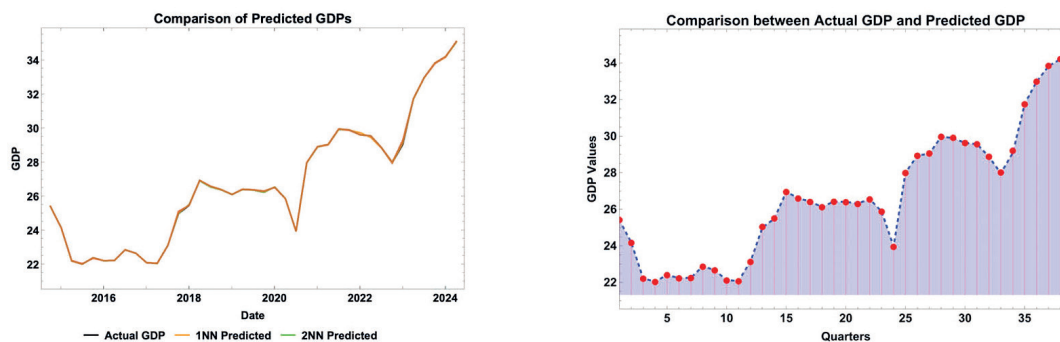 Comparison of Predicted GDPs
34
32
30
28
26
24
22
GDP
2016 2018 2020 2022 2024
Date
Actual GDP 1NN Predicted 2NN Predicted
Comparison between Actual GDP and Predicted GDP
34
32
30
28
26
24
22
GDP Values
5 10 15 20 25 30 35
Quarters